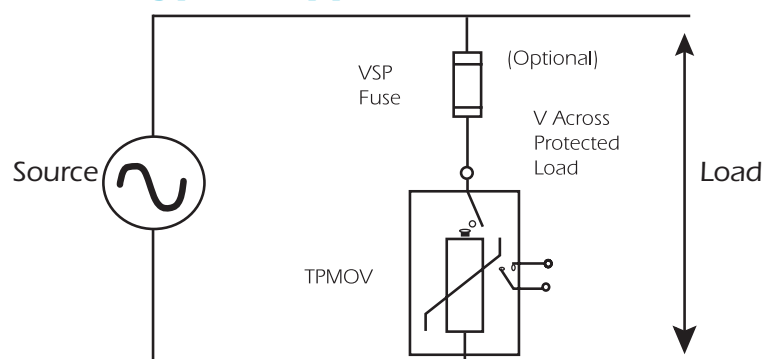 (Optional)
VSP
Fuse
V Across
Protected
Load
Source
Load
TPMOV